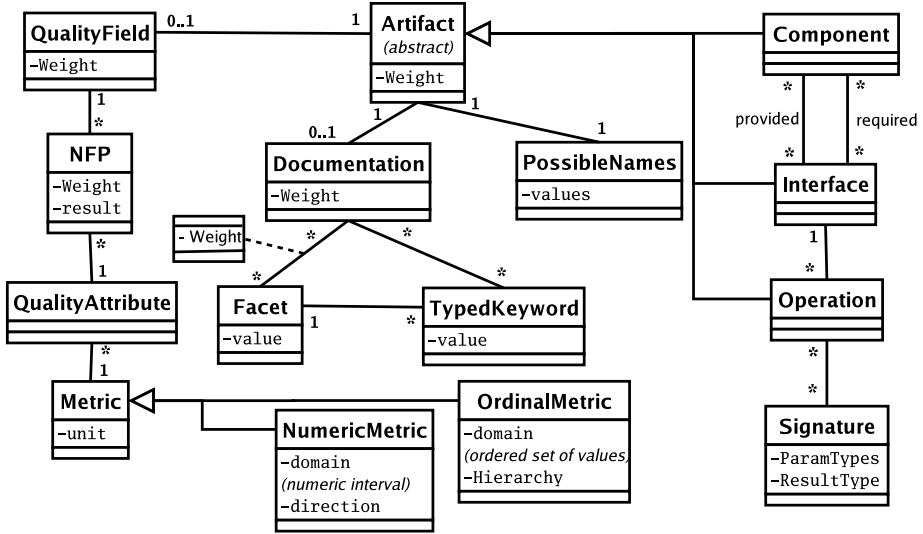 QualityField
-Weight
0..1
1
Artifact
(abstract)
-Weight
Component
1
*
1
0..1
1
1
*
*
provided
required
*
*
NFP
-Weight
-result
Documentation
-Weight
PossibleNames
-values
Interface
- Weight
*
*
*
*
1
*
*
1
QualityAttribute
Facet
-value
1
*
TypedKeyword
-value
Operation
*
1
*
*
Metric
-unit
NumericMetric
-domain
(numeric interval)
-direction
OrdinalMetric
-domain
(ordered set of values)
-Hierarchy
Signature
-ParamTypes
-ResultType